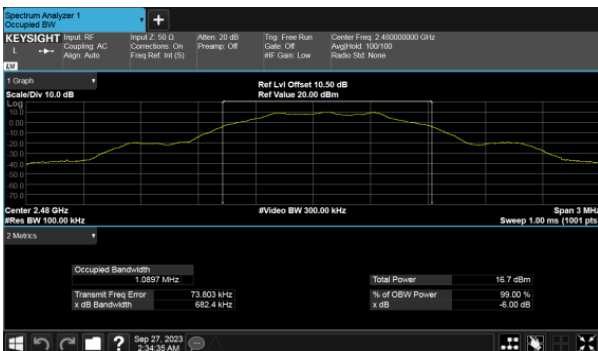 Spectrum Analyzer 1
Occupied BW
+
KEYSIGHT
L
Input: RF
Coupling: AC
Align: Auto
Input Z: 50 Ω
Corrections: On
Freq Ref: Int (S)
Atten: 20 dB
Preamp: Off
Trig: Free Run
Gate: Off
#IF Gain: Low
Center Freq: 2.480000000 GHz
Avg|Hold: 100/100
Radio Std: None
LXI
1 Graph
Scale/Div 10.0 dB
Ref Lvl Offset 10.50 dB
Ref Value 20.00 dBm
Log
10.0
0.00
-10.0
-20.0
-30.0
-40.0
-50.0
-60.0
-70.0
Center 2.48 GHz
#Res BW 100.00 kHz
#Video BW 300.00 kHz
Span 3 MHz
Sweep 1.00 ms (1001 pts
2 Metrics
Occupied Bandwidth
1.0897 MHz
Transmit Freq Error 73.803 kHz
x dB Bandwidth 682.4 kHz
Total Power 16.7 dBm
% of OBW Power 99.00 %
x dB -6.00 dB
?
Sep 27, 2023
2:34:35 AM